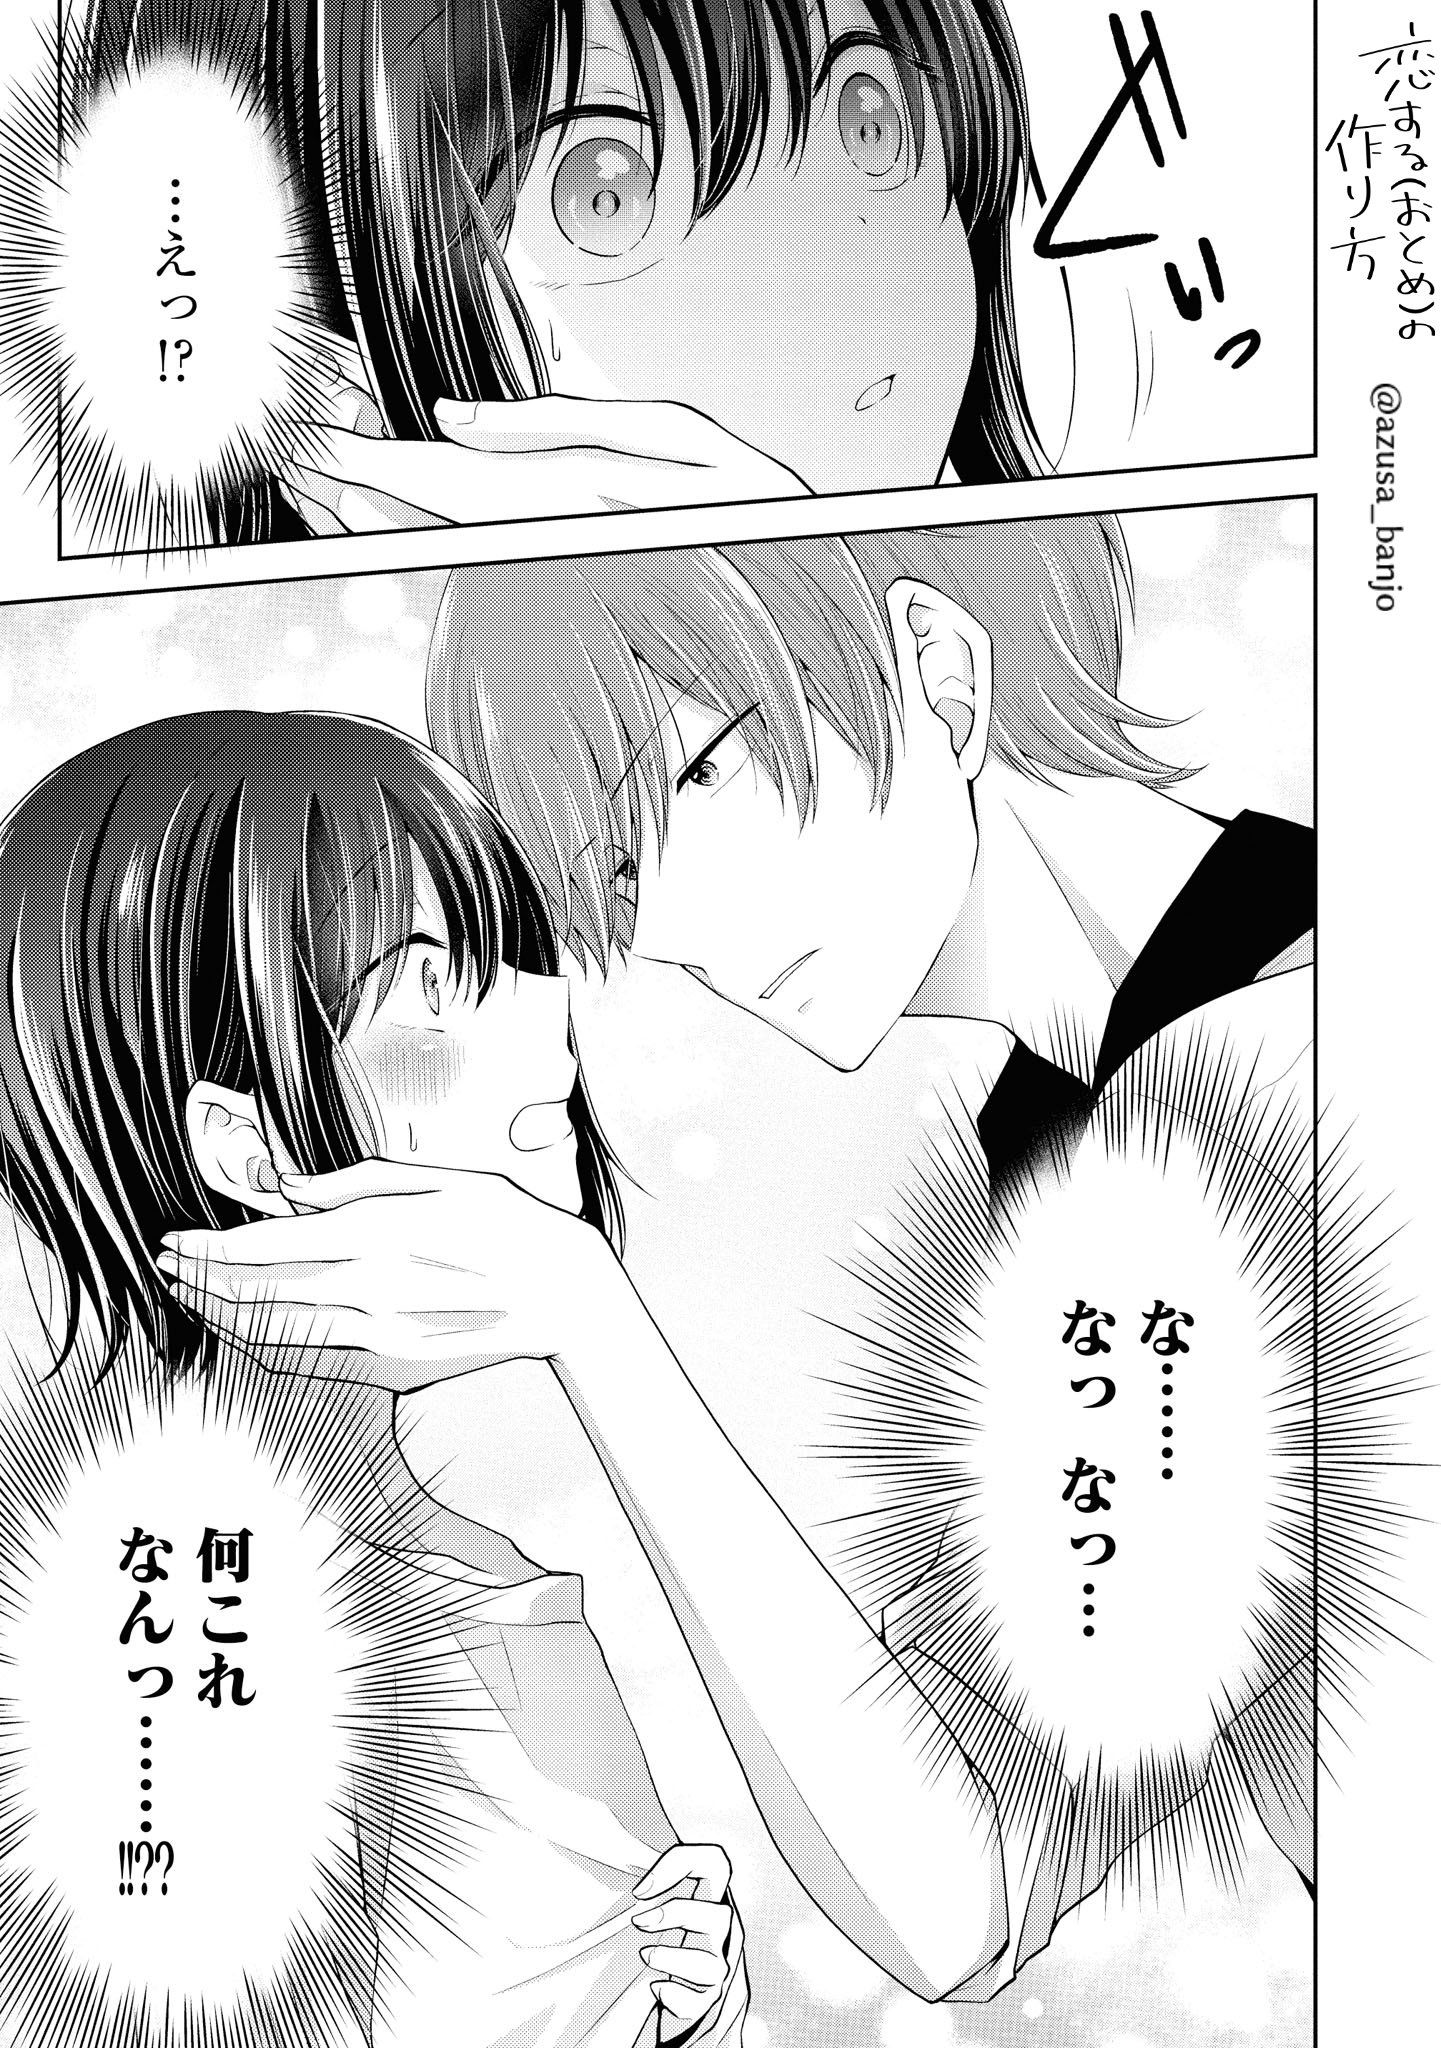 恋する(おとめ)の
作り方
@azusa_banjo
ぐいっ
…えっ!?
な……
なっ なっ…
何これ
なんっ………!!??